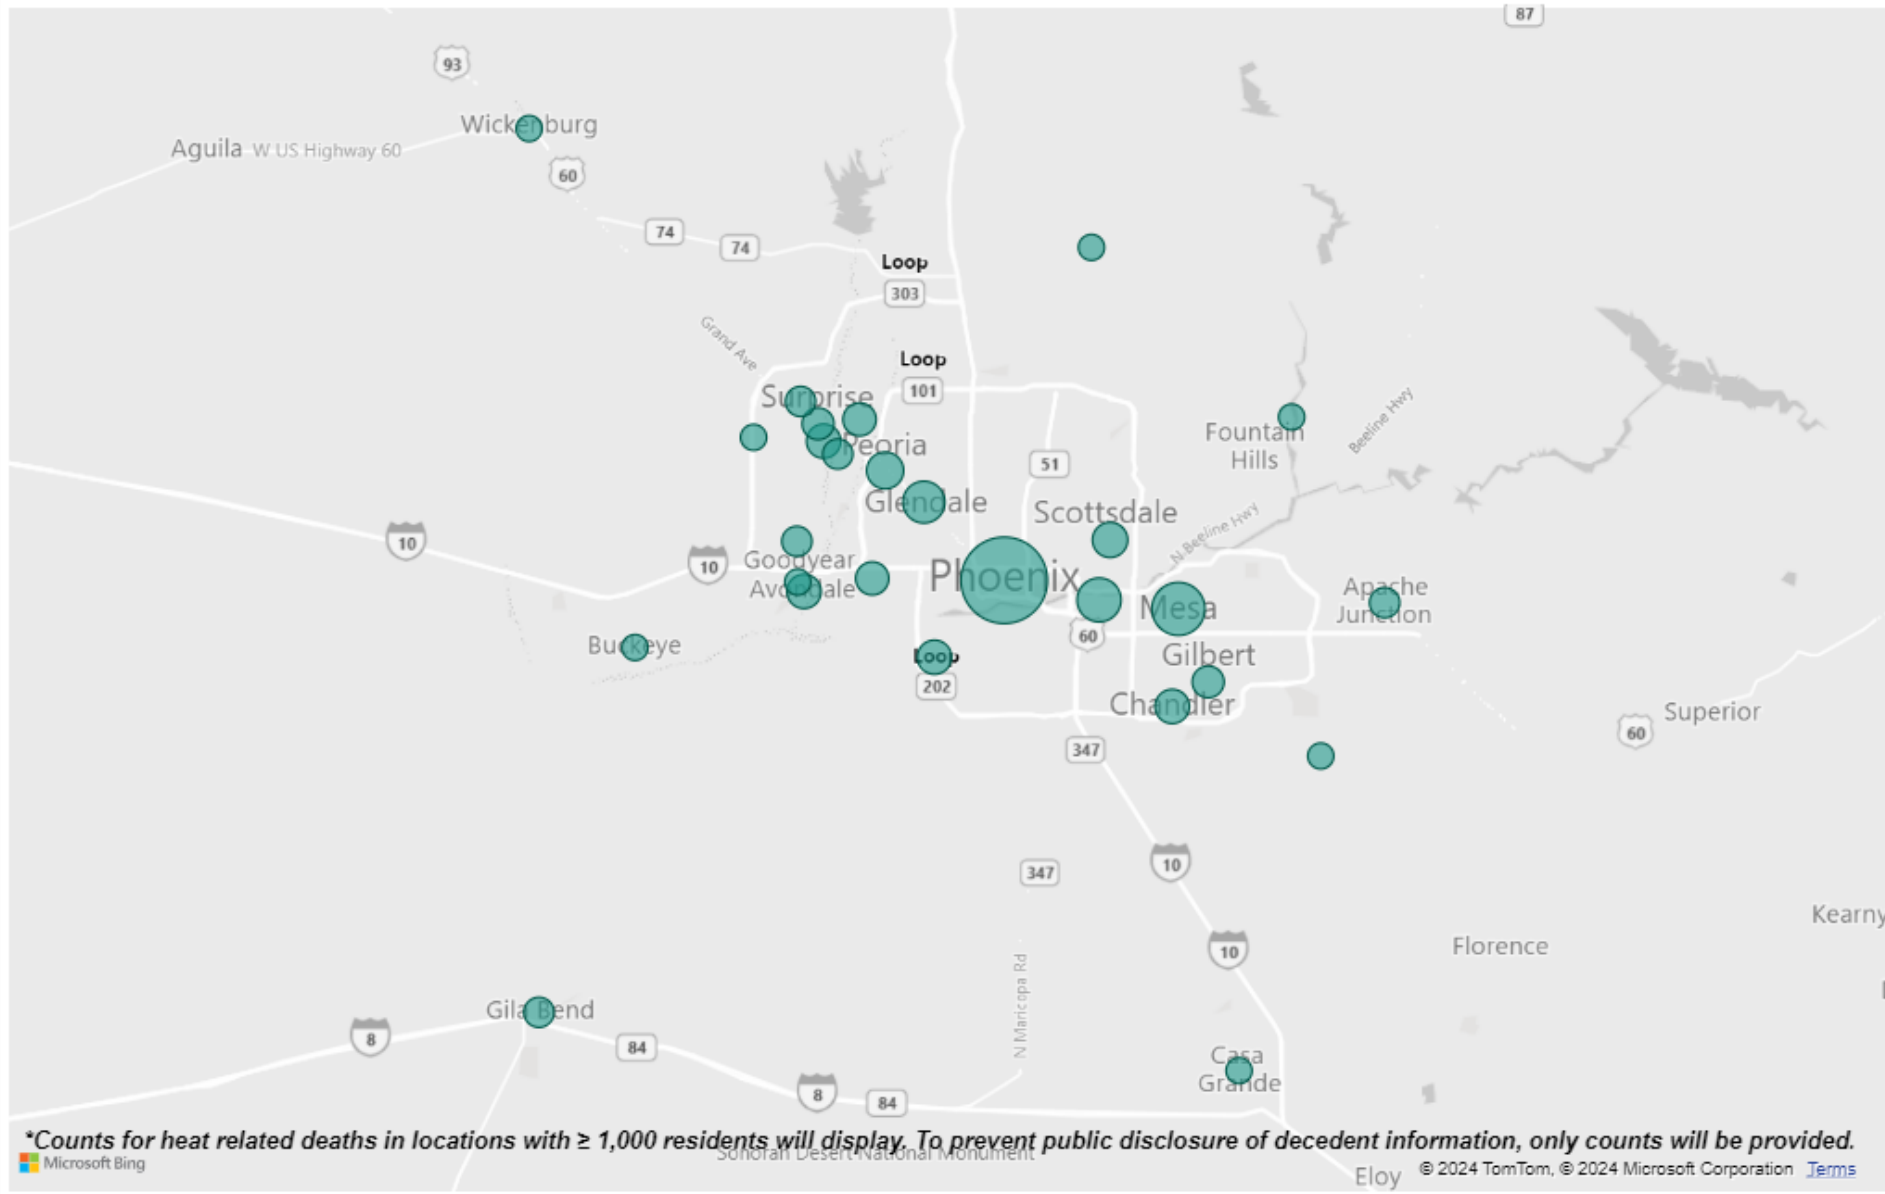 87
93
Wickenburg
Aguila W US Highway 60
60
74
74
Loop
303
Grand Ave
Loop
101
Surprise
Peoria
Fountain
Hills
Beeline Hwy
51
Glendale
Scottsdale
N Beeline Hwy
10
10
Goodyear
Avondale
Phoenix
Mesa
Apache
Junction
60
Buckeye
Loop
202
Gilbert
Chandler
Superior
60
347
347
10
Kearny
10
Florence
N Maricopa Rd
Gila Bend
8
84
Casa
Grande
8
84
*Counts for heat related deaths in locations with ≥ 1,000 residents will display. To prevent public disclosure of decedent information, only counts will be provided.
Sonoran Desert National Monument
Microsoft Bing
Eloy
© 2024 TomTom, © 2024 Microsoft Corporation Terms